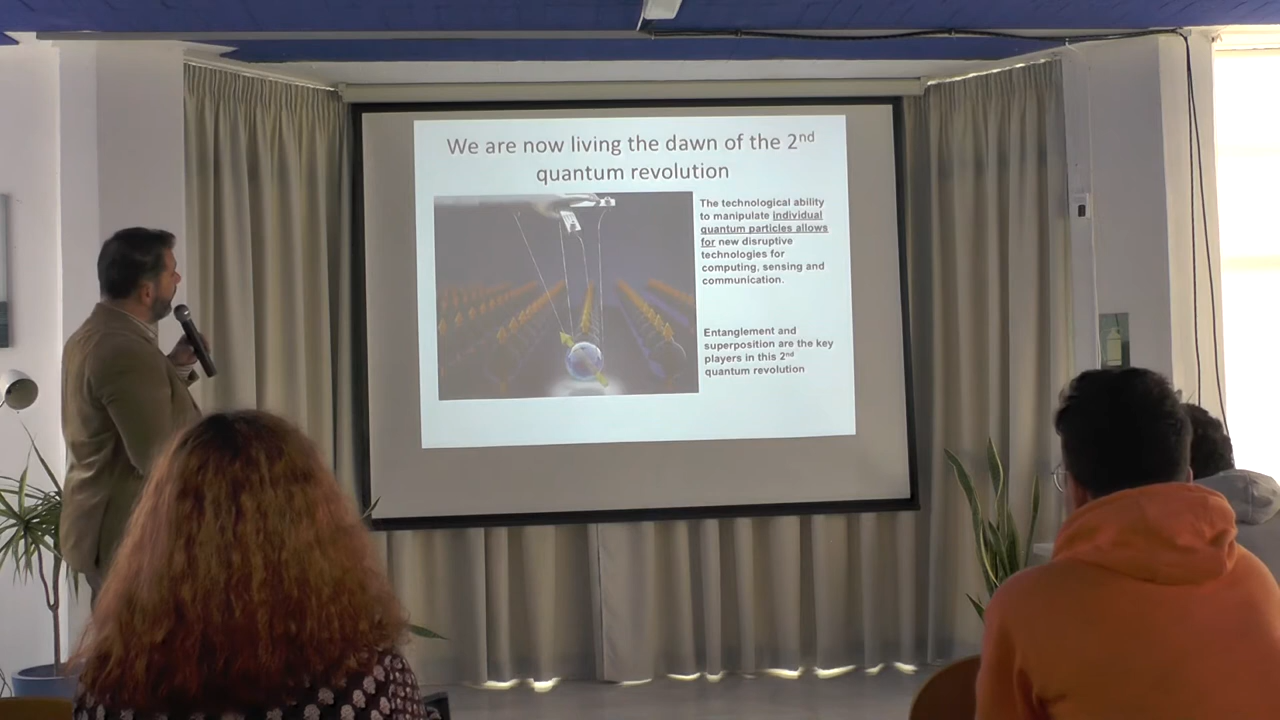 We are now living the dawn of the 2nd
quantum revolution
The technological ability
to manipulate individual
quantum particles allows
for new disruptive
technologies for
computing, sensing and
communication.
Entanglement and
superposition are the key
players in this 2nd
quantum revolution